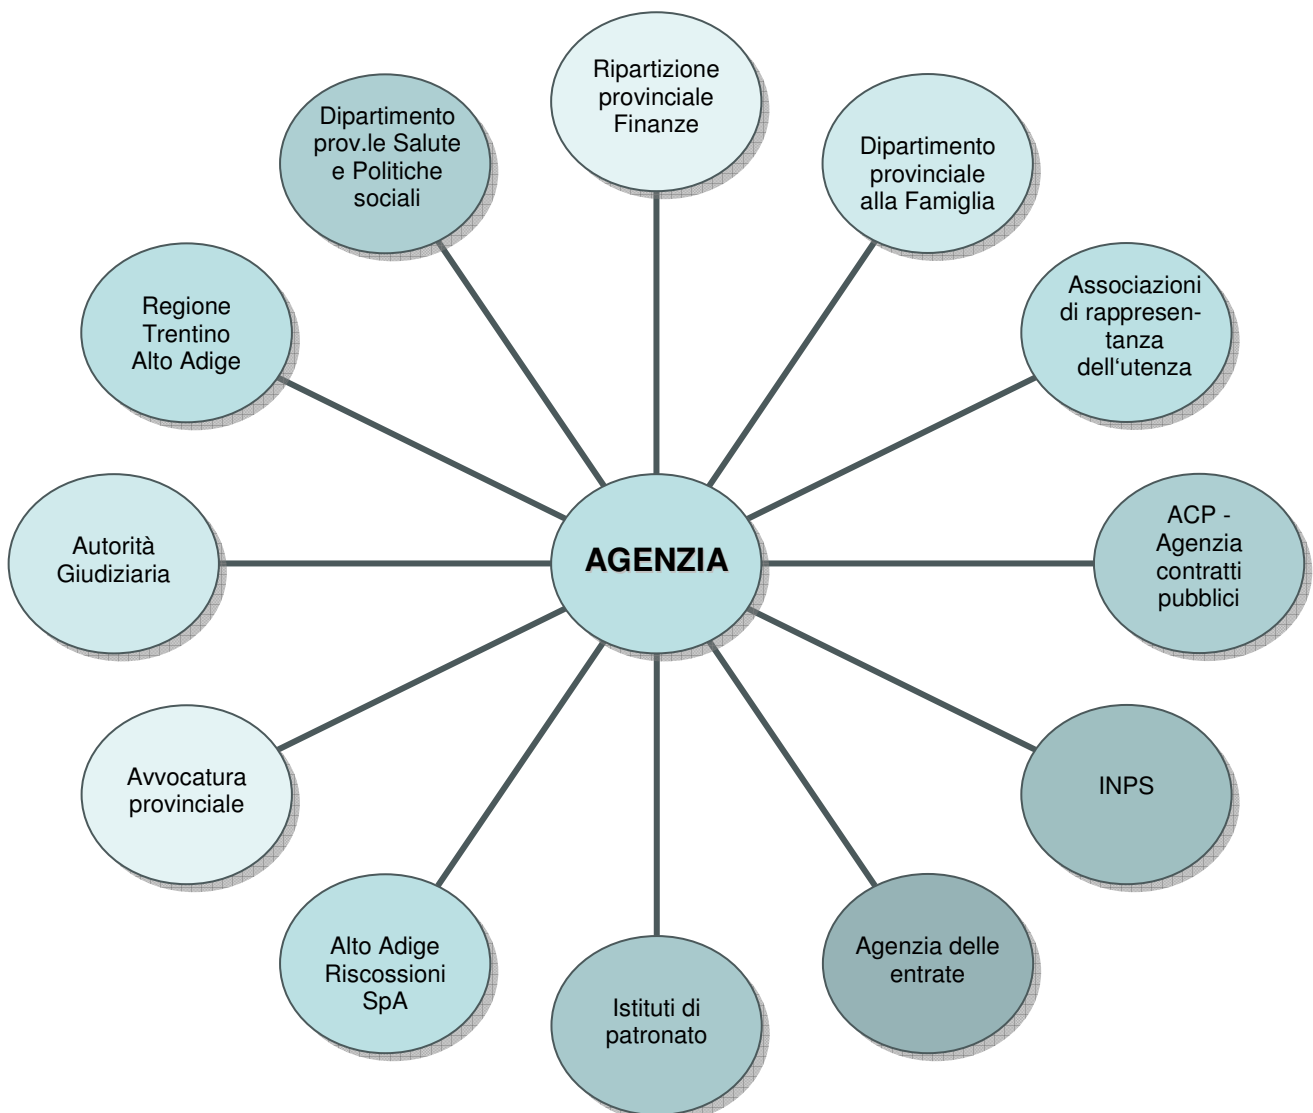 Ripartizione
provinciale
Finanze
Dipartimento
provinciale
alla Famiglia
Associazioni
di rappresen-
tanza
dell‘utenza
ACP -
Agenzia
contratti
pubblici
INPS
Agenzia delle
entrate
Istituti di
patronato
Alto Adige
Riscossioni
SpA
Avvocatura
provinciale
Autorità
Giudiziaria
Regione
Trentino
Alto Adige
Dipartimento
prov.le Salute
e Politiche
sociali
AGENZIA